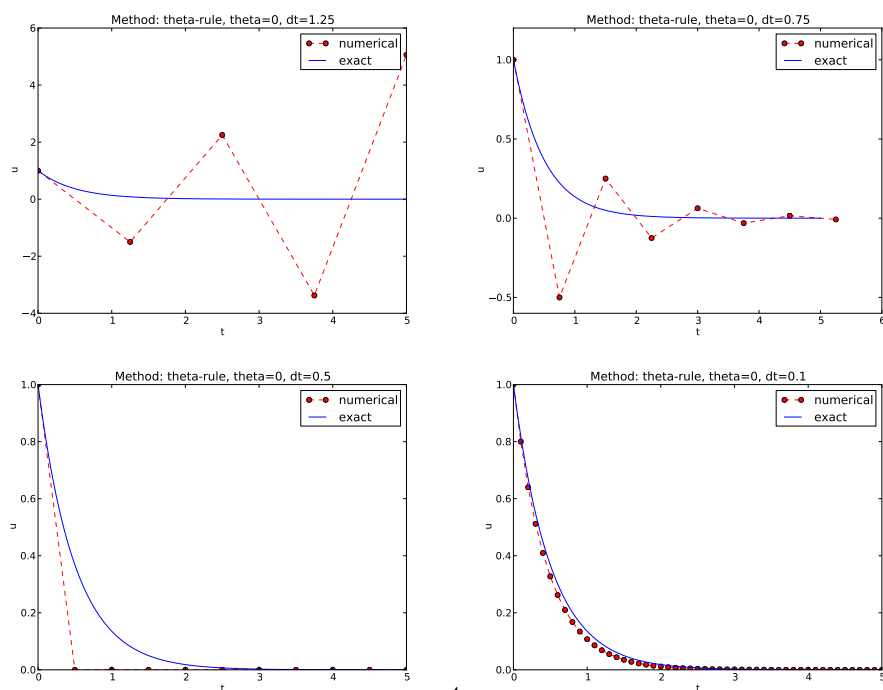 Method: theta-rule, theta=0, dt=1.25
6
4
2
0
−2
−4
0
1
2
3
4
5
u
t
numerical
exact
Method: theta-rule, theta=0, dt=0.75
1.0
0.5
0.0
−0.5
0
1
2
3
4
5
6
u
t
numerical
exact
Method: theta-rule, theta=0, dt=0.5
1.0
0.8
0.6
0.4
0.2
0.0
0
1
2
3
4
5
u
t
numerical
exact
Method: theta-rule, theta=0, dt=0.1
1.0
0.8
0.6
0.4
0.2
0.0
0
1
2
3
4
5
u
t
numerical
exact